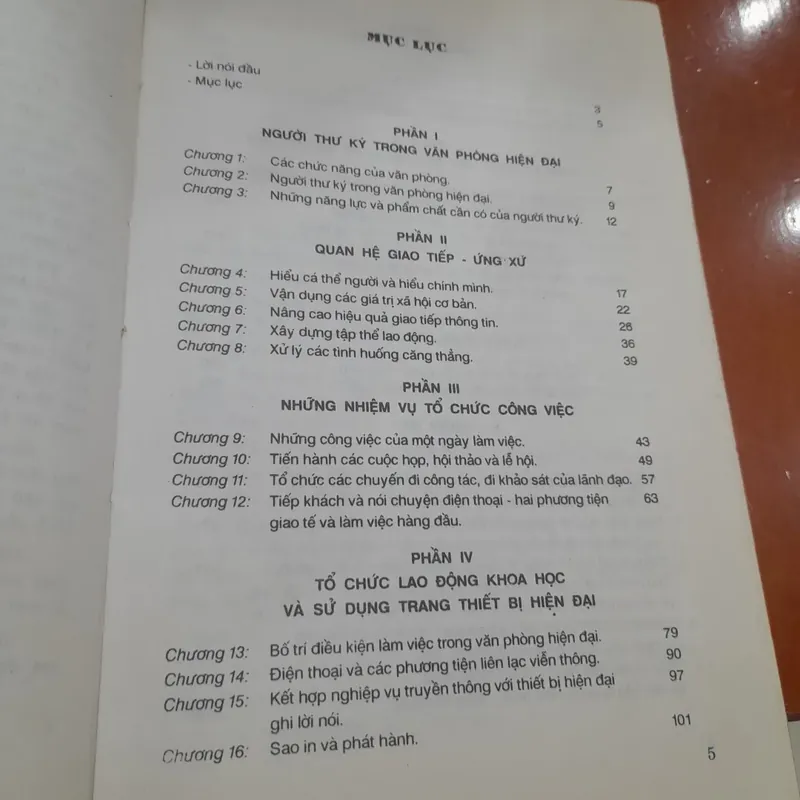 MỤC LỤC
- Lời nói đầu 3
- Mục lục 5
PHẦN I
NGƯỜI THƯ KÝ TRONG VĂN PHÒNG HIỆN ĐẠI
Chương 1: Các chức năng của văn phòng. 7
Chương 2: Người thư ký trong văn phòng hiện đại. 9
Chương 3: Những năng lực và phẩm chất cần có của người thư ký. 12
PHẦN II
QUAN HỆ GIAO TIẾP - ỨNG XỬ
Chương 4: Hiểu cá thể người và hiểu chính mình. 17
Chương 5: Vận dụng các giá trị xã hội cơ bản. 22
Chương 6: Nâng cao hiệu quả giao tiếp thông tin. 26
Chương 7: Xây dựng tập thể lao động. 36
Chương 8: Xử lý các tình huống căng thẳng. 39
PHẦN III
NHỮNG NHIỆM VỤ TỔ CHỨC CÔNG VIỆC
Chương 9: Những công việc của một ngày làm việc. 43
Chương 10: Tiến hành các cuộc họp, hội thảo và lễ hội. 49
Chương 11: Tổ chức các chuyến đi công tác, đi khảo sát của lãnh đạo. 57
Chương 12: Tiếp khách và nói chuyện điện thoại - hai phương tiện 63
giao tế và làm việc hàng đầu.
PHẦN IV
TỔ CHỨC LAO ĐỘNG KHOA HỌC
VÀ SỬ DỤNG TRANG THIẾT BỊ HIỆN ĐẠI
Chương 13: Bố trí điều kiện làm việc trong văn phòng hiện đại. 79
Chương 14: Điện thoại và các phương tiện liên lạc viễn thông. 90
Chương 15: Kết hợp nghiệp vụ truyền thông với thiết bị hiện đại 97
ghi lời nói.
Chương 16: Sao in và phát hành. 101
5